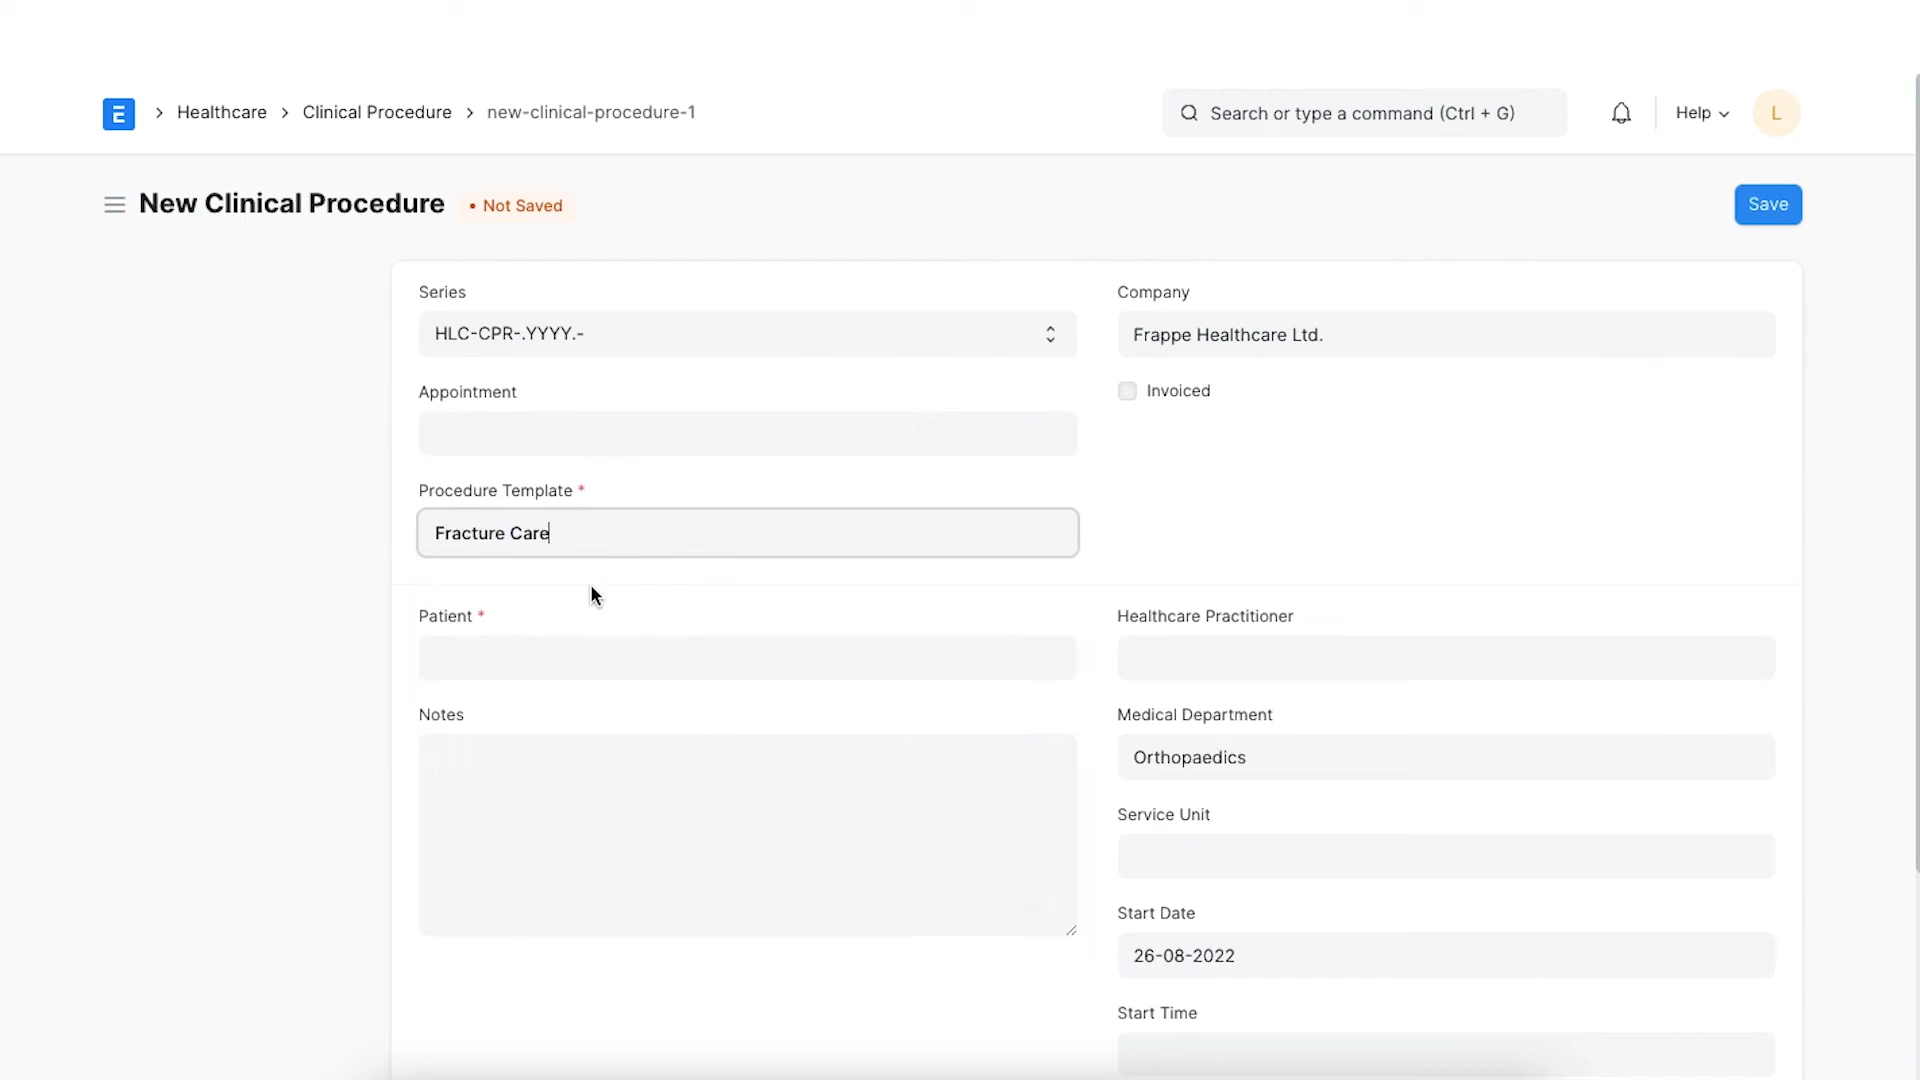 E > Healthcare > Clinical Procedure > new-clinical-procedure-1
Search or type a command (Ctrl + G)
Help
L
New Clinical Procedure
• Not Saved
Save
Series
HLC-CPR-.YYYY.-
Company
Frappe Healthcare Ltd.
Appointment
Invoiced
Procedure Template *
Fracture Care
Patient *
Healthcare Practitioner
Notes
Medical Department
Orthopaedics
Service Unit
Start Date
26-08-2022
Start Time